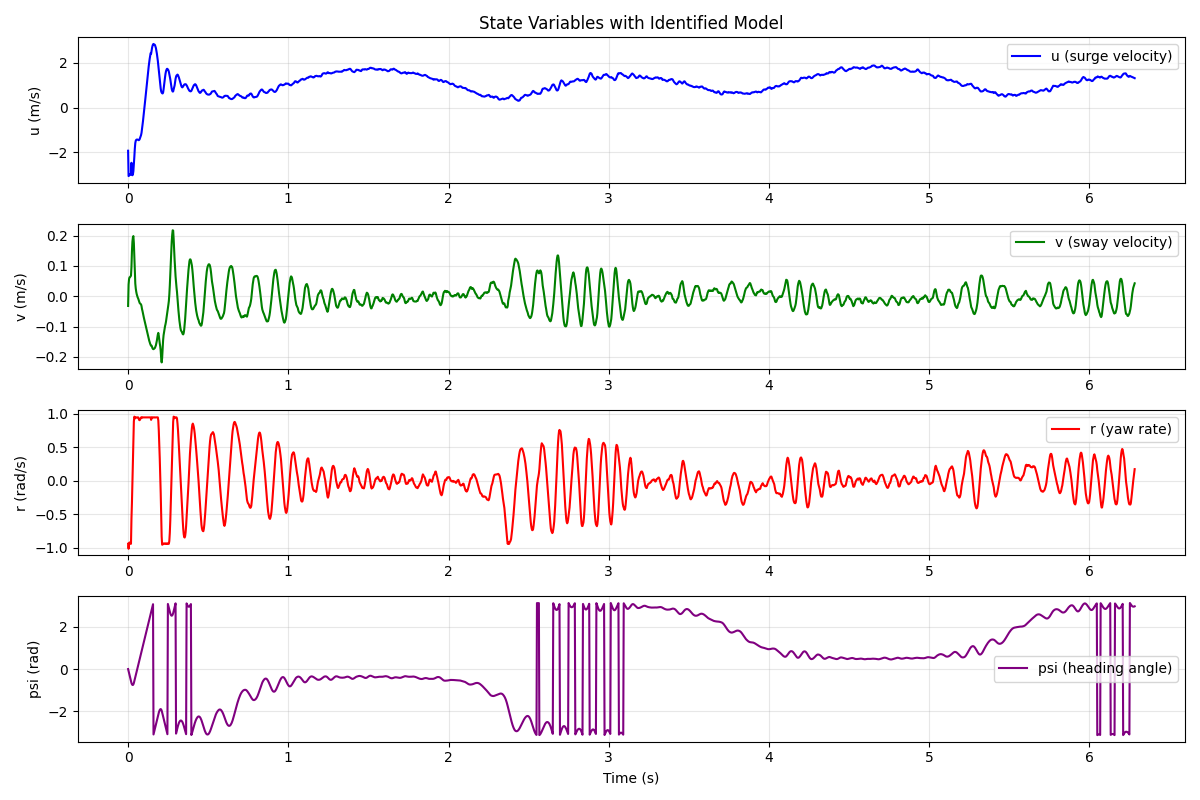 State Variables with Identified Model
u (m/s)
2
0
−2
u (surge velocity)
0 1 2 3 4 5 6
v (m/s)
0.2
0.1
0.0
−0.1
−0.2
v (sway velocity)
0 1 2 3 4 5 6
r (rad/s)
1.0
0.5
0.0
−0.5
−1.0
r (yaw rate)
0 1 2 3 4 5 6
psi (rad)
2
0
−2
psi (heading angle)
0 1 2 3 4 5 6
Time (s)